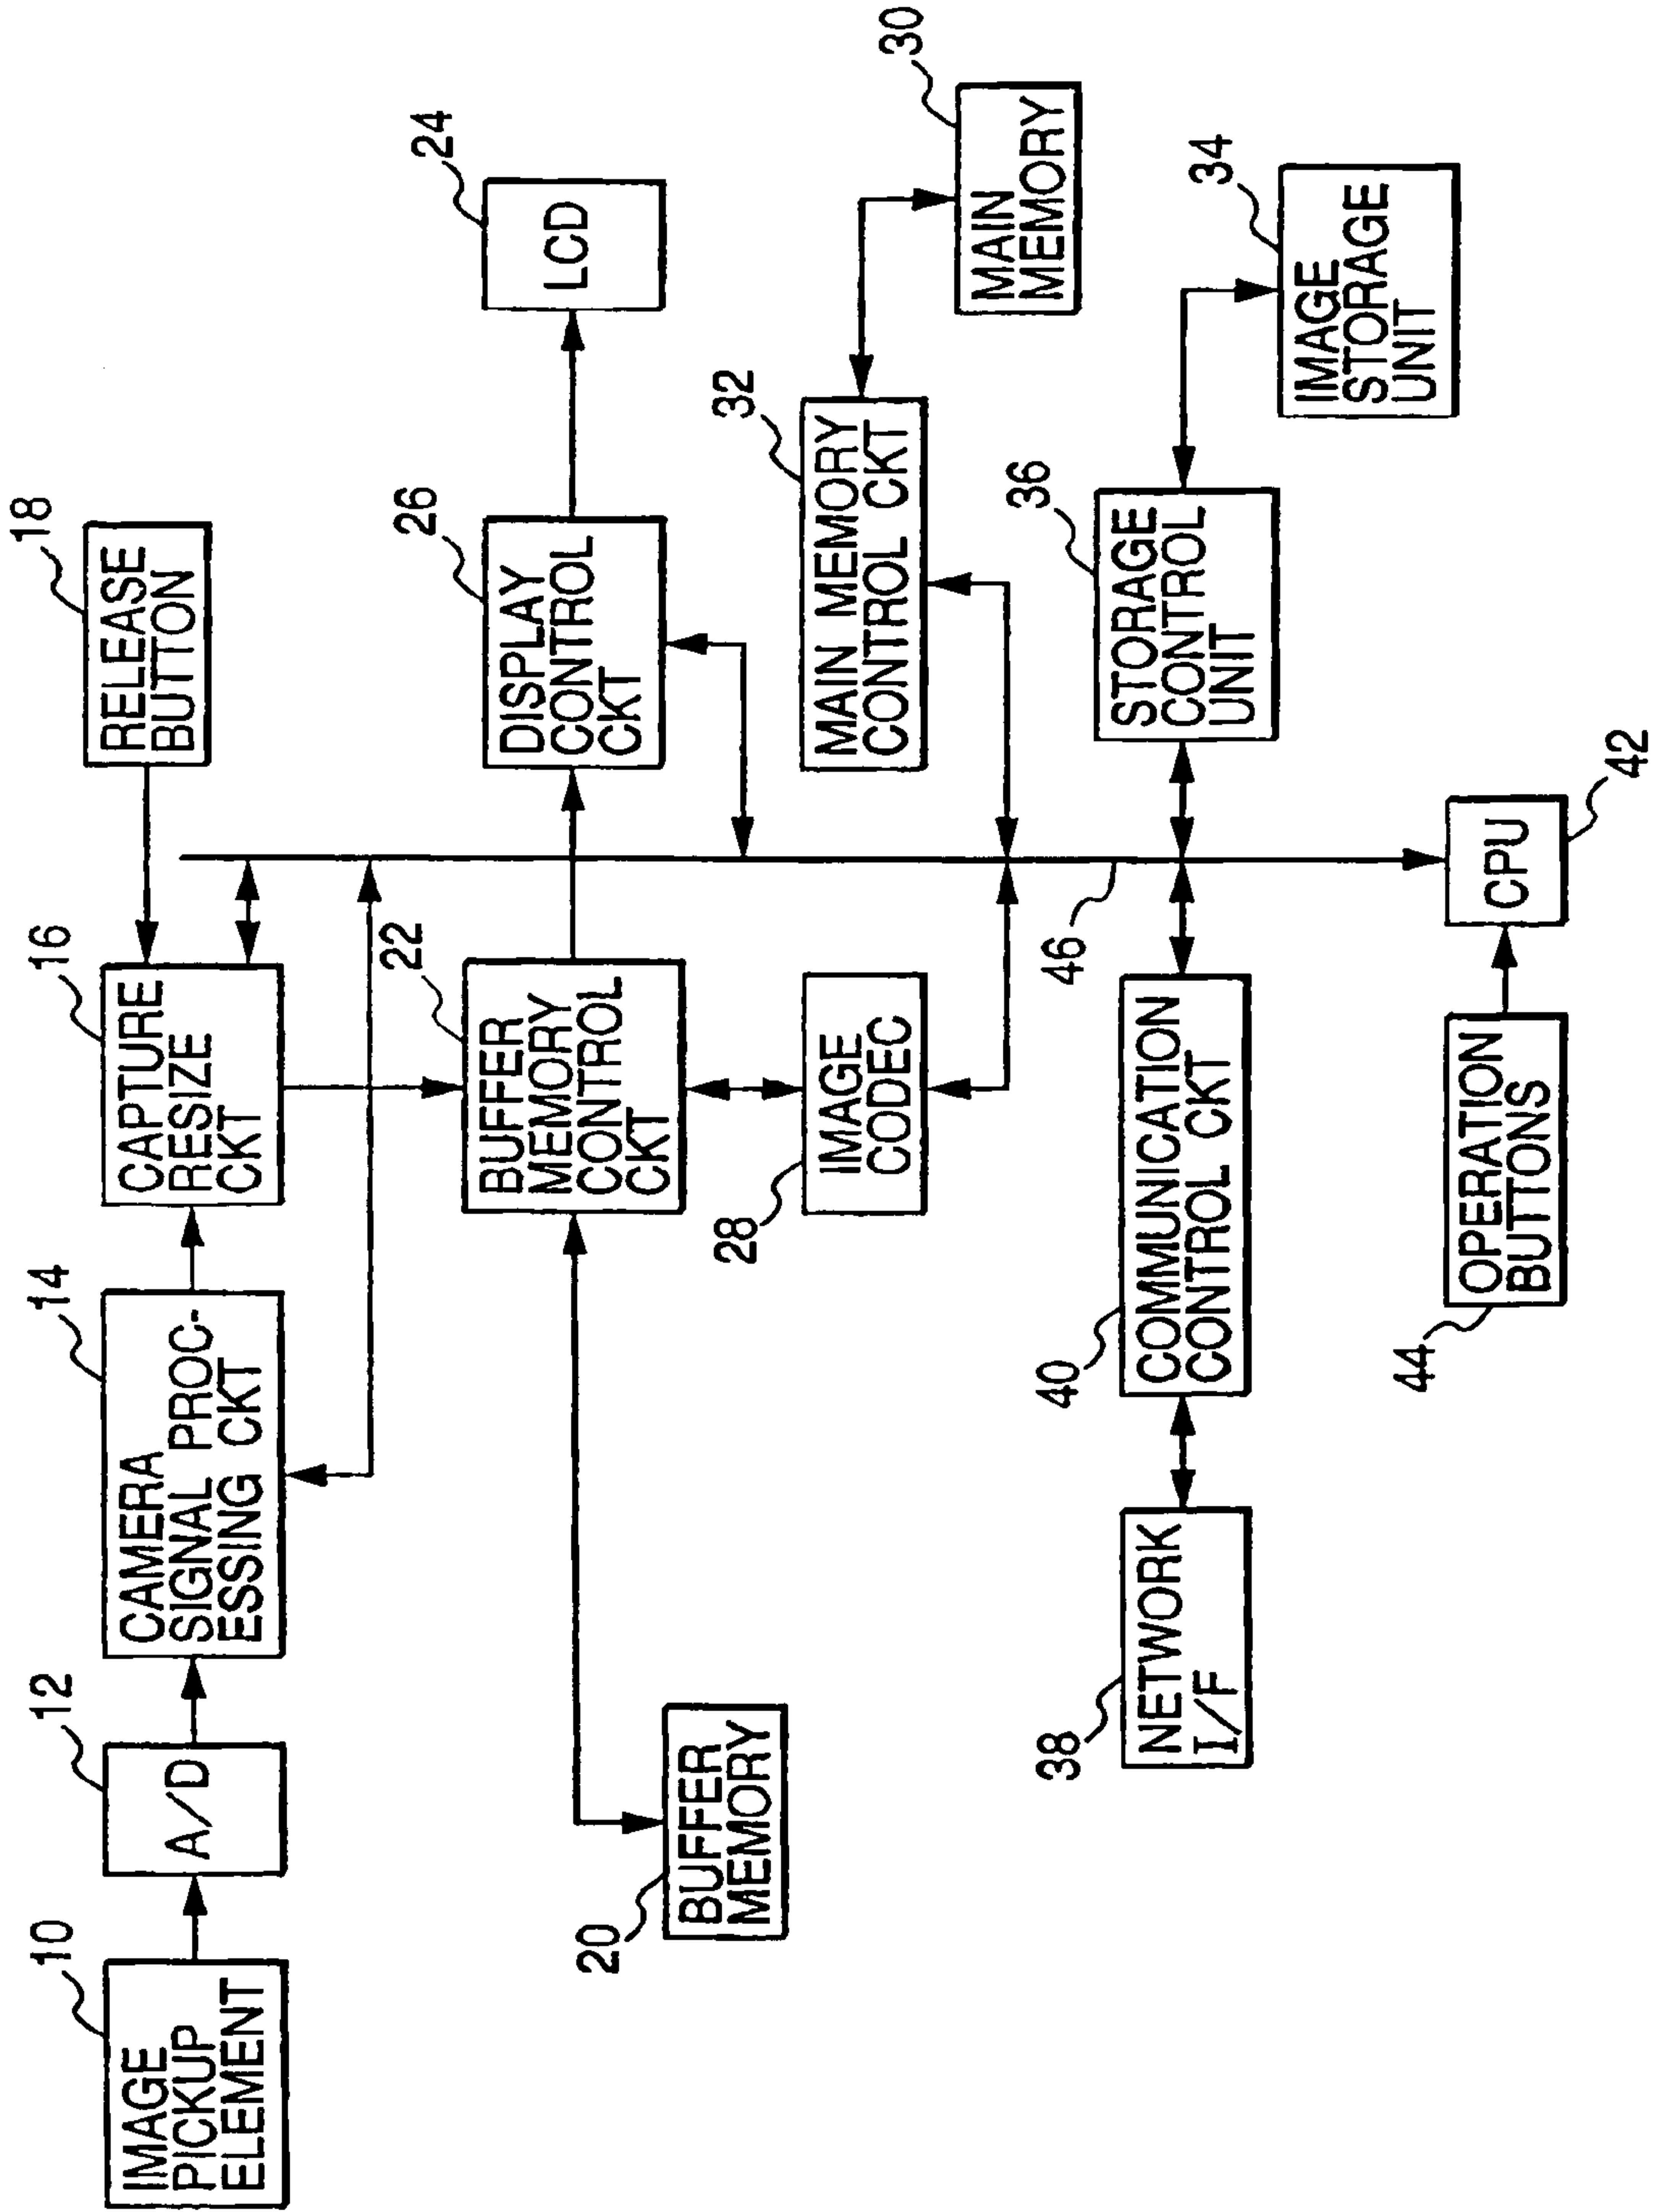 10
IMAGE
PICKUP
ELEMENT
12
A/D
14
CAMERA
SIGNAL PROC-
ESSING CKT
16
CAPTURE
RESIZE
CKT
18
RELEASE
BUTTON
20
BUFFER
MEMORY
22
BUFFER
MEMORY
CONTROL
CKT
26
DISPLAY
CONTROL
CKT
24
LCD
28
IMAGE
CODEC
32
MAIN MEMORY
CONTROL CKT
30
MAIN
MEMORY
38
NETWORK
I/F
40
COMMUNICATION
CONTROL CKT
46
36
STORAGE
CONTROL
UNIT
34
IMAGE
STORAGE
UNIT
44
OPERATION
BUTTONS
CPU
42